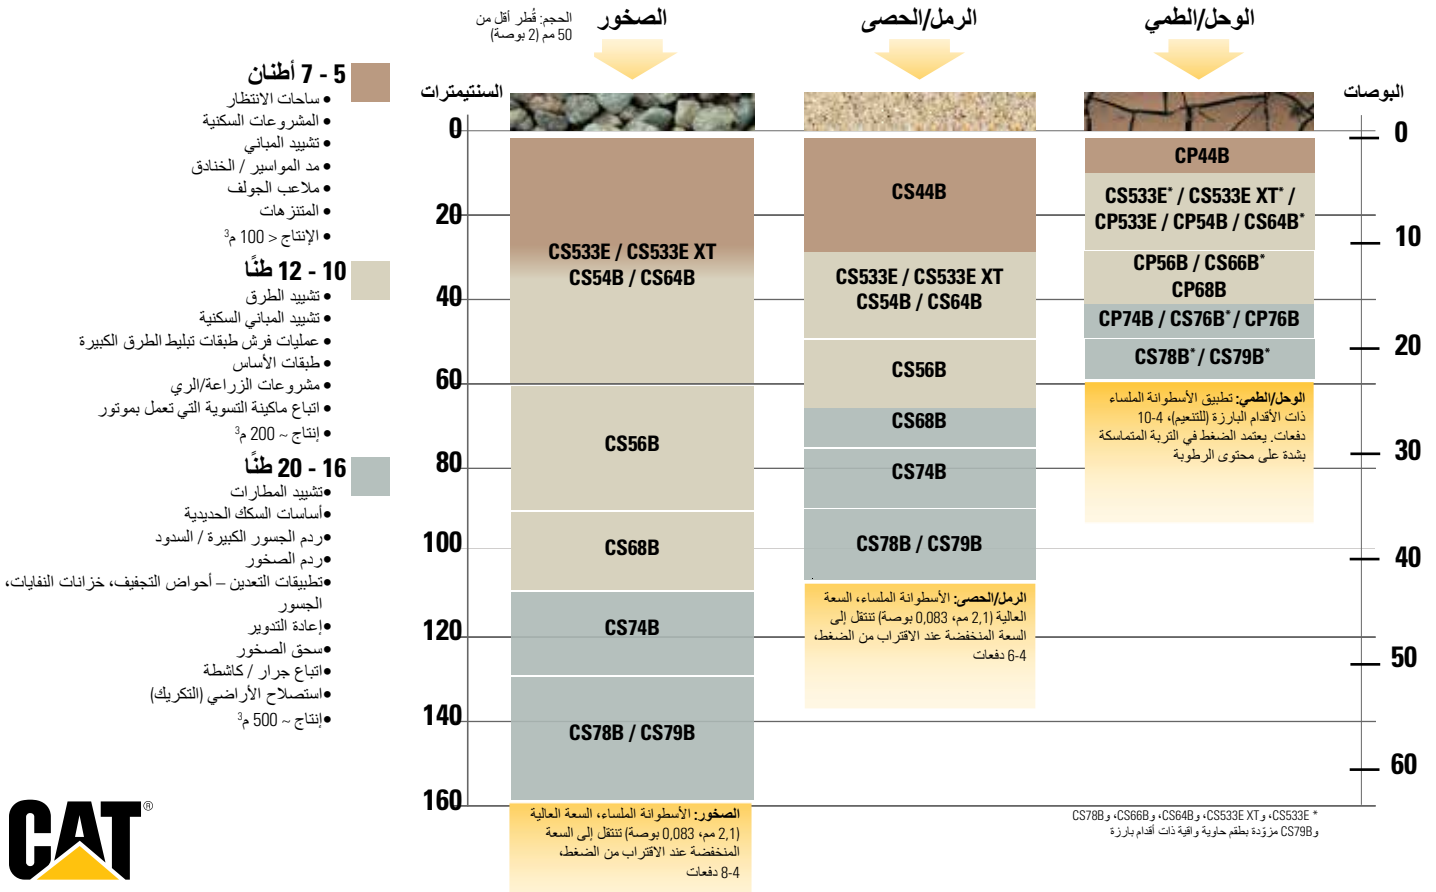 الوحل/الطمي
الرمل/الحصى
الصخور
الحجم: قُطر أقل من
50 مم (2 بوصة)
البوصات
0
10
20
30
40
50
60
السنتيمترات
0
20
40
60
80
100
120
140
160
5 - 7 أطنان
• ساحات الانتظار
• المشروعات السكنية
• تشييد المباني
• مد المواسير / الخنادق
• ملاعب الجولف
• المتنزهات
• الإنتاج < 100 م³
10 - 12 طنًا
• تشييد الطرق
• تشييد المباني السكنية
• عمليات فرش طبقات تبليط الطرق الكبيرة
• طبقات الأساس
• مشروعات الزراعة/الري
• اتباع ماكينة التسوية التي تعمل بموتور
• إنتاج ~ 200 م³
16 - 20 طنًا
•تشييد المطارات
•أساسات السكك الحديدية
•ردم الجسور الكبيرة / السدود
•ردم الصخور
•تطبيقات التعدين – أحواض التجفيف، خزانات النفايات،
الجسور
•إعادة التدوير
•سحق الصخور
•اتباع جرار / كاشطة
•استصلاح الأراضي (التكريك)
•إنتاج ~ 500 م³
CP44B
CS533E* / CS533E XT* /
CP533E / CP54B / CS64B*
CP56B / CS66B*
CP68B
CP74B / CS76B* / CP76B
CS78B* / CS79B*
الوحل/الطمي: تطبيق الأسطوانة الملساء
ذات الأقدام البارزة (للتنعيم)، 4-10
دفعات. يعتمد الضغط في التربة المتماسكة
بشدة على محتوى الرطوبة
CS44B
CS533E / CS533E XT
CS54B / CS64B
CS56B
CS68B
CS74B
CS78B / CS79B
الرمل/الحصى: الأسطوانة الملساء، السعة
العالية (2,1 مم، 0,083 بوصة) تنتقل إلى
السعة المنخفضة عند الاقتراب من الضغط،
4-6 دفعات
CS533E / CS533E XT
CS54B / CS64B
CS56B
CS68B
CS74B
CS78B / CS79B
الصخور: الأسطوانة الملساء، السعة العالية
(2,1 مم، 0,083 بوصة) تنتقل إلى السعة
المنخفضة عند الاقتراب من الضغط،
4-8 دفعات
* CS533E، وCS533E XT، وCS64B، وCS66B، وCS78B
وCS79B مزوّدة بطقم حاوية واقية ذات أقدام بارزة
CAT®